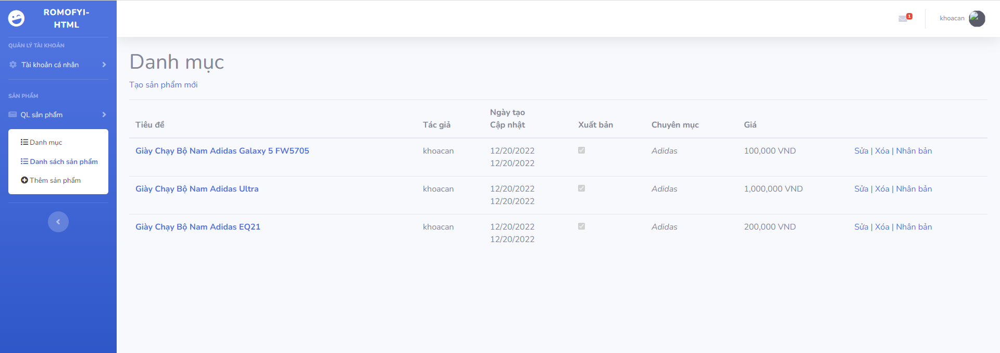 ROMOFYI-
HTML
QUẢN LÝ TÀI KHOẢN
Tài khoản cá nhân
SẢN PHẨM
QL sản phẩm
Danh mục
Danh sách sản phẩm
Thêm sản phẩm
1
khoacan
Danh mục
Tạo sản phẩm mới
Tiêu đề Tác giả Ngày tạo Cập nhật Xuất bản Chuyên mục Giá
Giày Chạy Bộ Nam Adidas Galaxy 5 FW5705 khoacan 12/20/2022 Adidas 100,000 VND Sửa | Xóa | Nhân bản
12/20/2022
Giày Chạy Bộ Nam Adidas Ultra khoacan 12/20/2022 Adidas 1,000,000 VND Sửa | Xóa | Nhân bản
12/20/2022
Giày Chạy Bộ Nam Adidas EQ21 khoacan 12/20/2022 Adidas 200,000 VND Sửa | Xóa | Nhân bản
12/20/2022